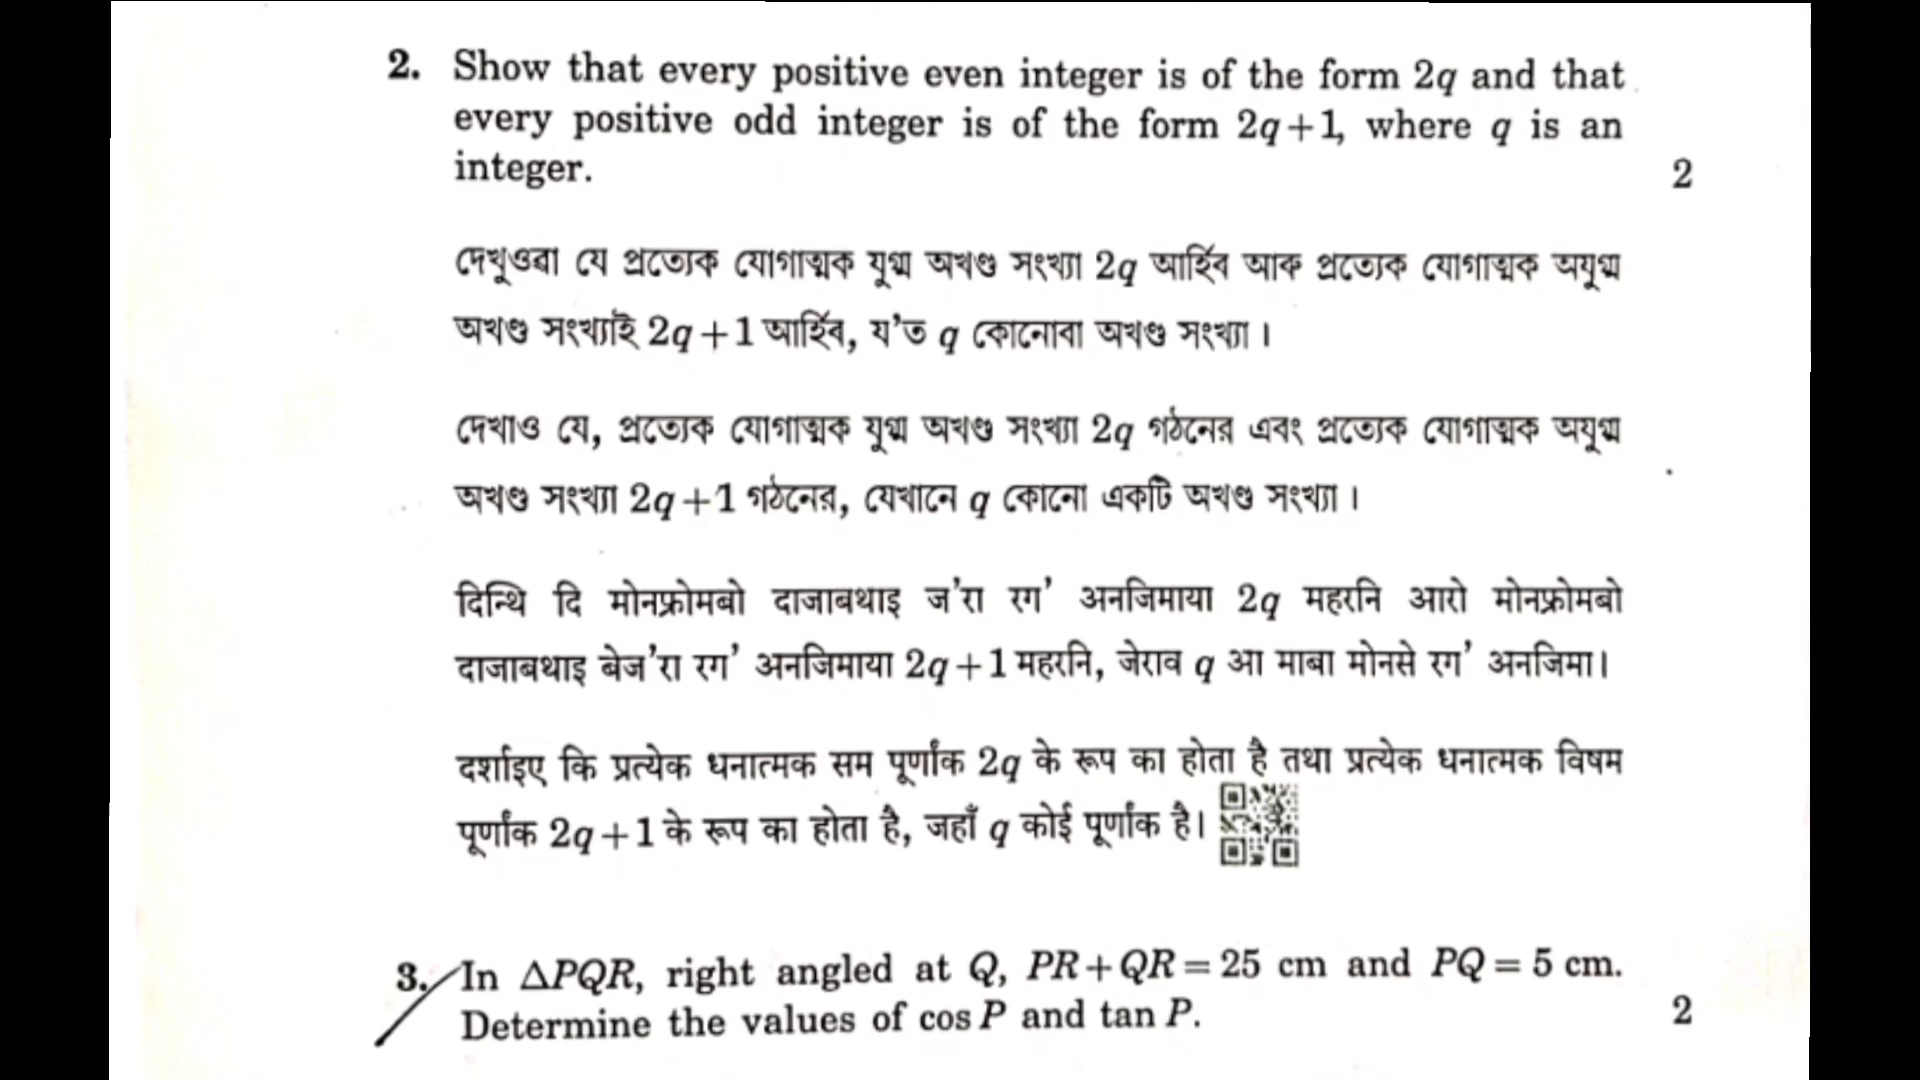 2. Show that every positive even integer is of the form 2q and that
every positive odd integer is of the form 2q+1, where q is an
integer. 2
দেখুওৱা যে প্ৰত্যেক যোগাত্মক যুগ্ম অখণ্ড সংখ্যা 2q আৰ্হিৰ আৰু প্ৰত্যেক যোগাত্মক অযুগ্ম
অখণ্ড সংখ্যাই 2q+1 আৰ্হিৰ, য'ত q কোনোবা অখণ্ড সংখ্যা।
দেখাও যে, প্রত্যেক যোগাত্মক যুগ্ম অখণ্ড সংখ্যা 2q গঠনের এবং প্রত্যেক যোগাত্মক অযুগ্ম
অখণ্ড সংখ্যা 2q+1 গঠনের, যেখানে q কোনো একটি অখণ্ড সংখ্যা।
दिन्थि दि मोनफ्रोमबो दाजाबथाइ ज'रा रग' अनजिमाया 2q महरनि आरो मोनफ्रोमबो
दाजाबथाइ बेज'रा रग' अनजिमाया 2q+1 महरनि, जेराव q आ माबा मोनसे रग' अनजिमा।
दर्शाइए कि प्रत्येक धनात्मक सम पूर्णांक 2q के रूप का होता है तथा प्रत्येक धनात्मक विषम
पूर्णांक 2q+1 के रूप का होता है, जहाँ q कोई पूर्णांक है।
3. In ΔPQR, right angled at Q, PR+QR=25 cm and PQ=5 cm.
Determine the values of cos P and tan P. 2